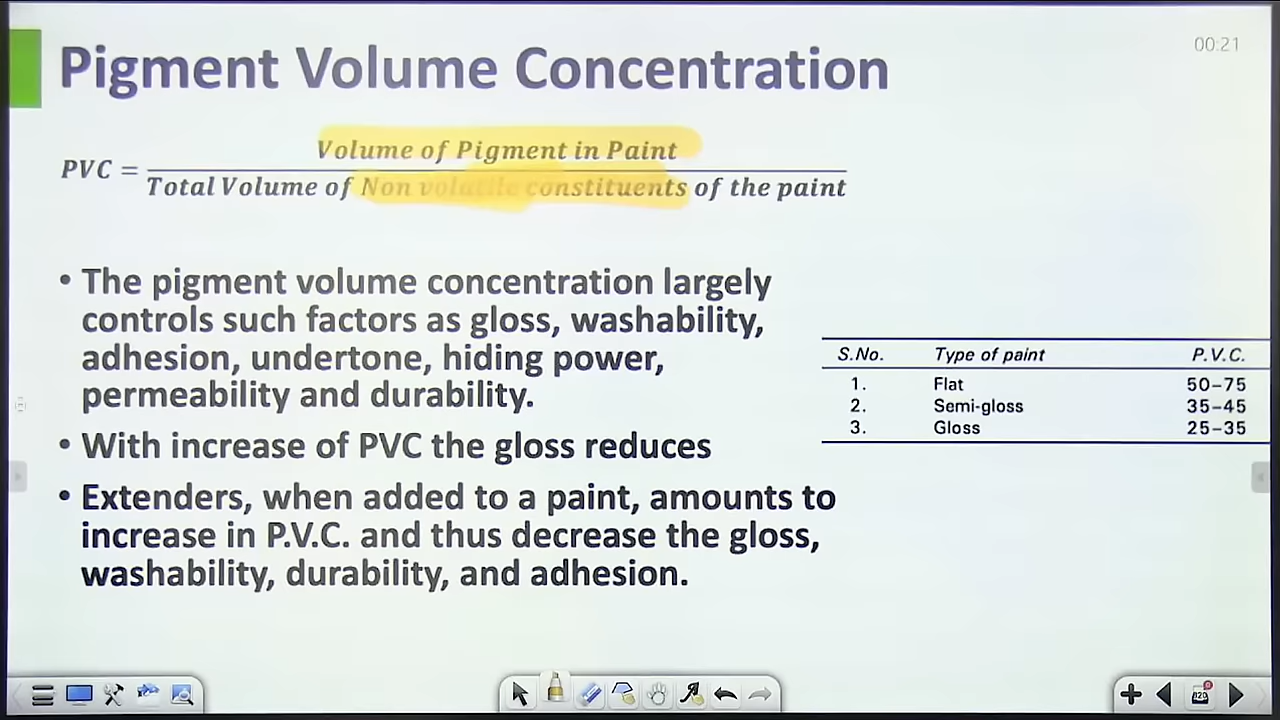 Pigment Volume Concentration
00:21
PVC = Volume of Pigment in Paint
Total Volume of Non volatile constituents of the paint
• The pigment volume concentration largely
controls such factors as gloss, washability,
adhesion, undertone, hiding power,
permeability and durability.
• With increase of PVC the gloss reduces
• Extenders, when added to a paint, amounts to
increase in P.V.C. and thus decrease the gloss,
washability, durability, and adhesion.
S.No. Type of paint P.V.C.
1. Flat 50–75
2. Semi-gloss 35–45
3. Gloss 25–35